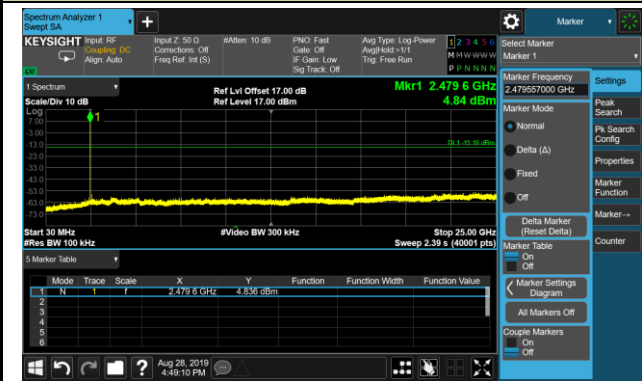 Spectrum Analyzer 1
Swept SA
Marker
KEYSIGHT
Input: RF
Coupling: DC
Align: Auto
Input Z: 50 Ω
Corrections: Off
Freq Ref: Int (S)
#Atten: 10 dB
PNO: Fast
Gate: Off
IF Gain: Low
Sig Track: Off
Avg Type: Log-Power
Avg|Hold:>1/1
Trig: Free Run
1 2 3 4 5 6
M W W W W W
P P N N N N
LV
Select Marker
Marker 1
1 Spectrum
Scale/Div 10 dB
Ref Lvl Offset 17.00 dB
Ref Level 17.00 dBm
Mkr1 2.479 6 GHz
4.84 dBm
Log
7.00
-3.00
-13.0
-23.0
-33.0
-43.0
-53.0
-63.0
-73.0
1
DL1 -15.16 dBm
Start 30 MHz
#Res BW 100 kHz
#Video BW 300 kHz
Stop 25.00 GHz
Sweep 2.39 s (40001 pts)
5 Marker Table
Mode Trace Scale X Y Function Function Width Function Value
1 N 1 f 2.479 6 GHz 4.836 dBm
2
3
4
5
6
Marker Frequency
2.479557000 GHz
Marker Mode
Normal
Delta (Δ)
Fixed
Off
Delta Marker
(Reset Delta)
Marker Table
On
Off
Marker Settings
Diagram
All Markers Off
Couple Markers
On
Off
Settings
Peak
Search
Pk Search
Config
Properties
Marker
Function
Marker→
Counter
?
Aug 28, 2019
4:49:10 PM